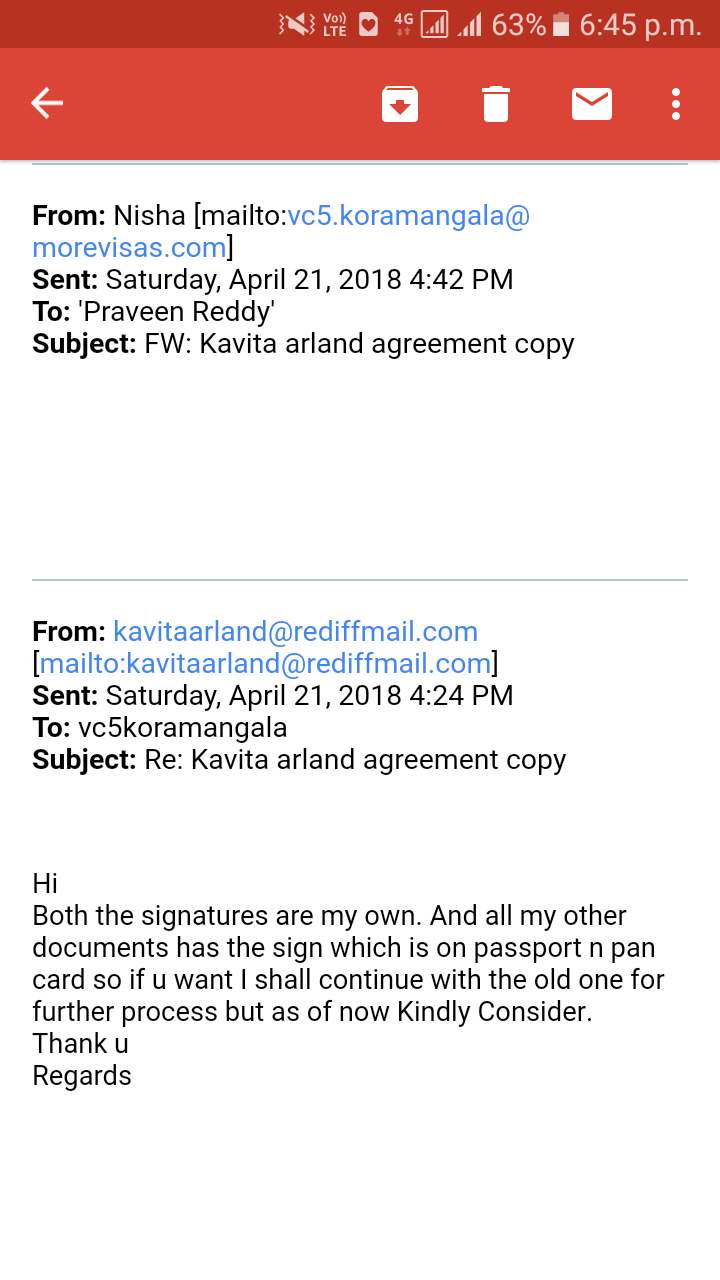 Vo)) LTE 4G 63% 6:45 p.m.
From: Nisha [mailto:vc5.koramangala@
morevisas.com]
Sent: Saturday, April 21, 2018 4:42 PM
To: 'Praveen Reddy'
Subject: FW: Kavita arland agreement copy
From: kavitaarland@rediffmail.com
[mailto:kavitaarland@rediffmail.com]
Sent: Saturday, April 21, 2018 4:24 PM
To: vc5koramangala
Subject: Re: Kavita arland agreement copy
Hi
Both the signatures are my own. And all my other
documents has the sign which is on passport n pan
card so if u want I shall continue with the old one for
further process but as of now Kindly Consider.
Thank u
Regards